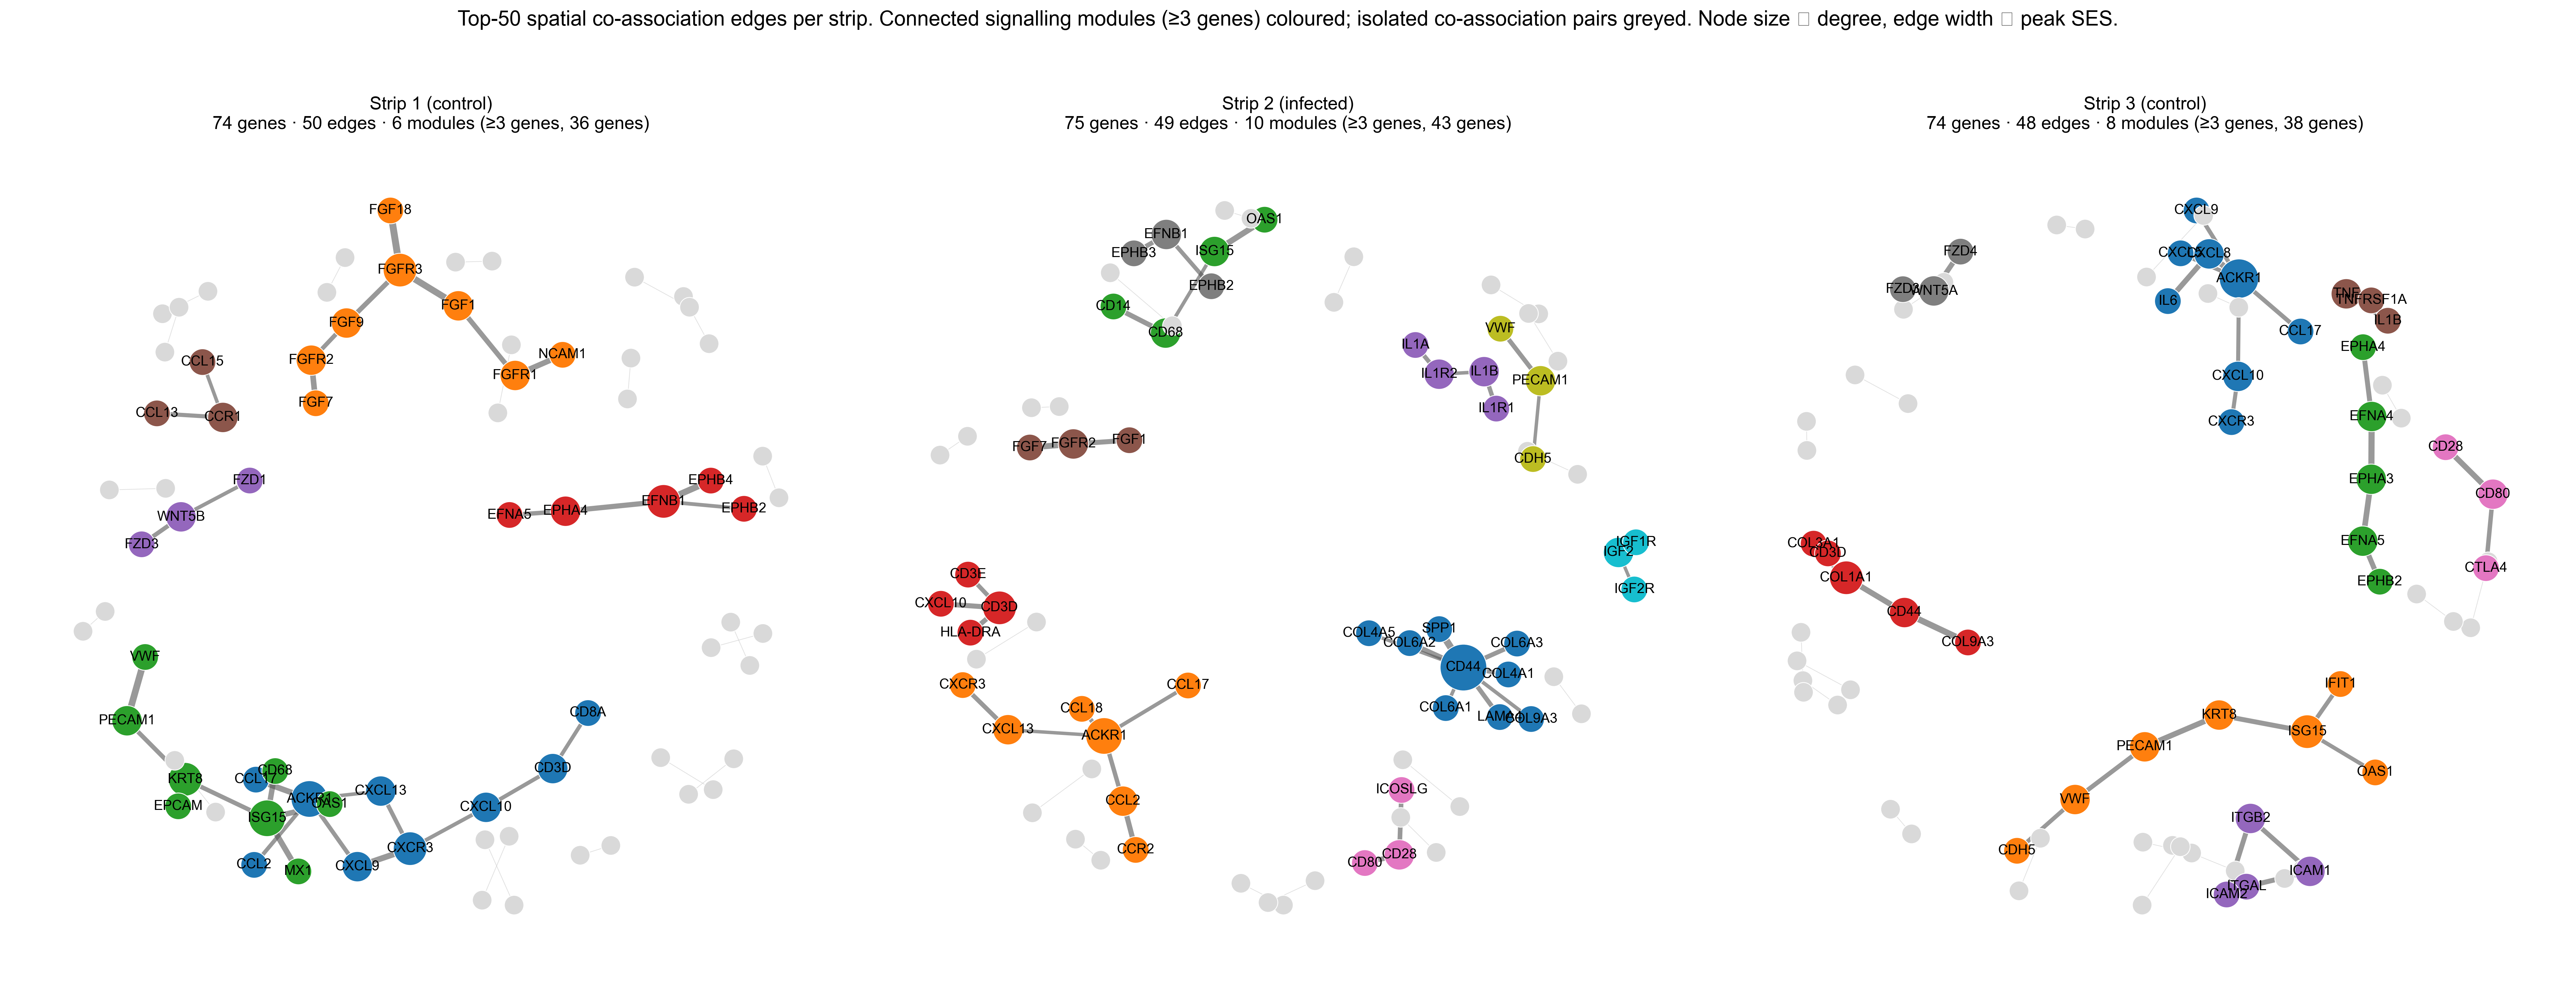 Top-50 spatial co-association edges per strip. Connected signalling modules (≥3 genes) coloured; isolated co-association pairs greyed. Node size □ degree, edge width □ peak SES.
Strip 1 (control)
74 genes · 50 edges · 6 modules (≥3 genes, 36 genes)
FGF18
FGFR3
FGF1
FGF9
NCAM1
FGFR2
FGFR1
FGF7
CCL15
CCL13
CCR1
FZD1
WNT5B
FZD3
EPHB4
EFNB1
EPHB2
EFNA5
EPHA4
VWF
PECAM1
CD8A
CD3D
CD68
CCL17
KRT8
CXCL13
ACKR1
OAS1
EPCAM
CXCL10
ISG15
CXCR3
CCL2
CXCL9
MX1
Strip 2 (infected)
75 genes · 49 edges · 10 modules (≥3 genes, 43 genes)
OAS1
EFNB1
ISG15
EPHB3
EPHB2
CD14
CD68
VWF
IL1A
IL1R2
IL1B
PECAM1
IL1R1
FGF7
FGFR2
FGF1
CDH5
IGF1R
IGF2
IGF2R
CD3E
CXCL10
CD3D
HLA-DRA
SPP1
COL4A5
COL6A2
COL6A3
CD44
COL4A1
COL6A1
COL9A3
CXCR3
CCL17
CCL18
CXCL13
ACKR1
CCL2
CCR2
ICOSLG
CD28
CD80
Strip 3 (control)
74 genes · 48 edges · 8 modules (≥3 genes, 38 genes)
CXCL9
FZD4
CXCL8
ACKR1
FZD3
WNT5A
IL6
TNF
TNFRSF1A
IL1B
CCL17
EPHA4
CXCL10
CXCR3
EFNA4
CD28
EPHA3
CD80
EFNA5
CTLA4
EPHB2
COL3A1
CD3D
COL1A1
CD44
COL9A3
IFIT1
KRT8
ISG15
PECAM1
OAS1
VWF
ITGB2
CDH5
ICAM1
ITGAL
ICAM2